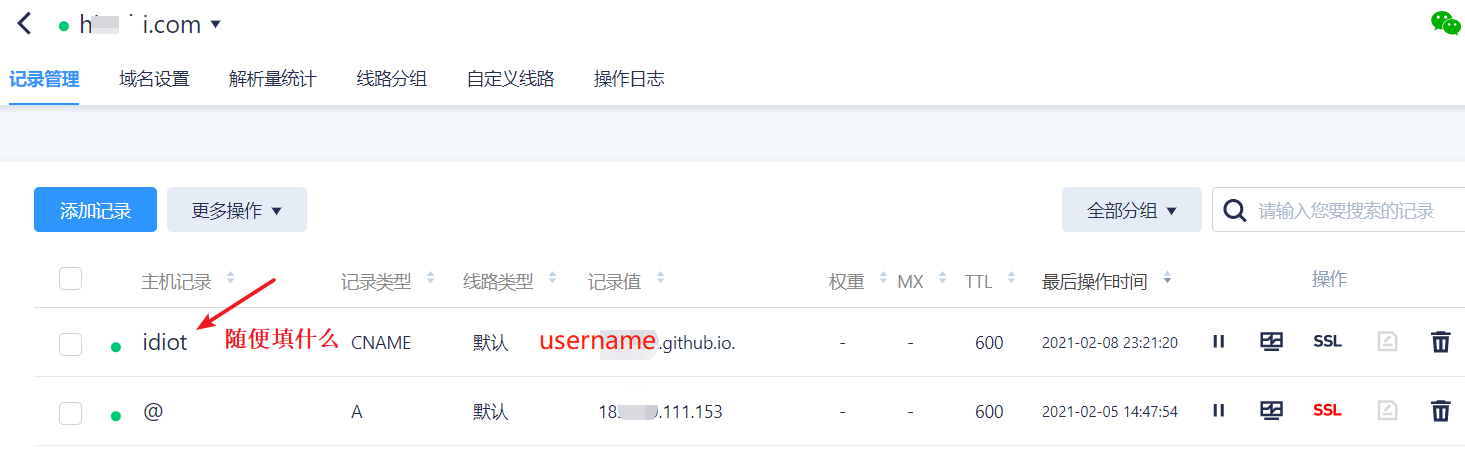 h i.com
记录管理 域名设置 解析量统计 线路分组 自定义线路 操作日志
添加记录 更多操作 全部分组 请输入您要搜索的记录
主机记录 记录类型 线路类型 记录值 权重 MX TTL 最后操作时间 操作
idiot 随便填什么 CNAME 默认 username.github.io. - - 600 2021-02-08 23:21:20 SSL
@ A 默认 18 .111.153 - - 600 2021-02-05 14:47:54 SSL